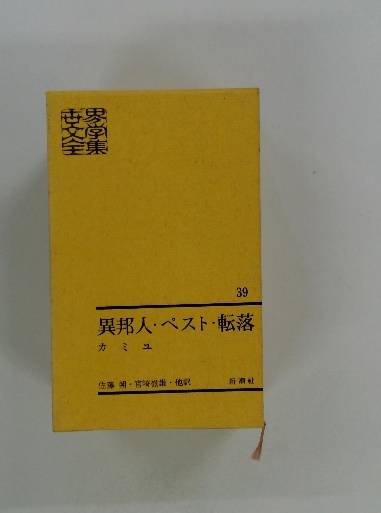 世界
文学
全集
39
異邦人・ペスト・転落
カミユ
佐藤 朔・宮崎嶺雄・他訳 新潮社